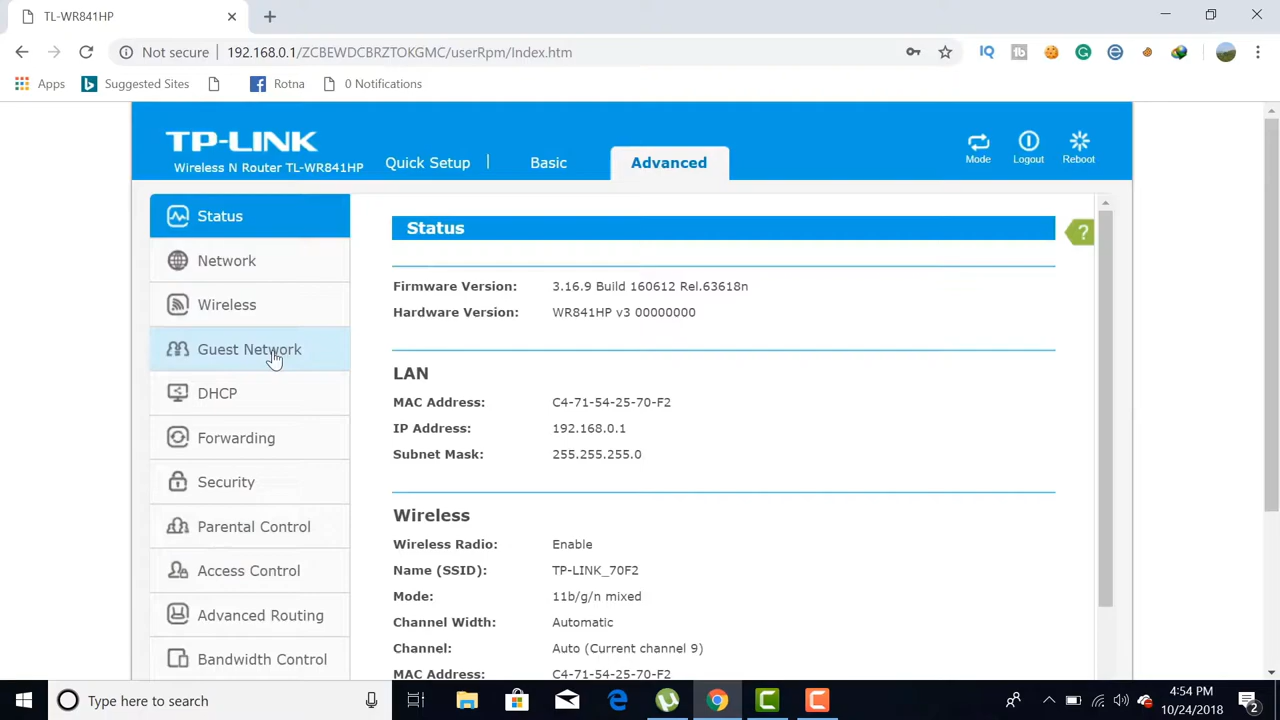 TL-WR841HP
Not secure 192.168.0.1/ZCBEWDCBRZTOKGMC/userRpm/Index.htm
Apps Suggested Sites Rotna 0 Notifications
TP-LINK
Wireless N Router TL-WR841HP
Quick Setup Basic Advanced
Mode Logout Reboot
Status
Network
Wireless
Guest Network
DHCP
Forwarding
Security
Parental Control
Access Control
Advanced Routing
Bandwidth Control
Status
?
Firmware Version: 3.16.9 Build 160612 Rel.63618n
Hardware Version: WR841HP v3 00000000
LAN
MAC Address: C4-71-54-25-70-F2
IP Address: 192.168.0.1
Subnet Mask: 255.255.255.0
Wireless
Wireless Radio: Enable
Name (SSID): TP-LINK_70F2
Mode: 11b/g/n mixed
Channel Width: Automatic
Channel: Auto (Current channel 9)
MAC Address: C4-71-54-25-70-F2
Type here to search
4:54 PM
10/24/2018
2